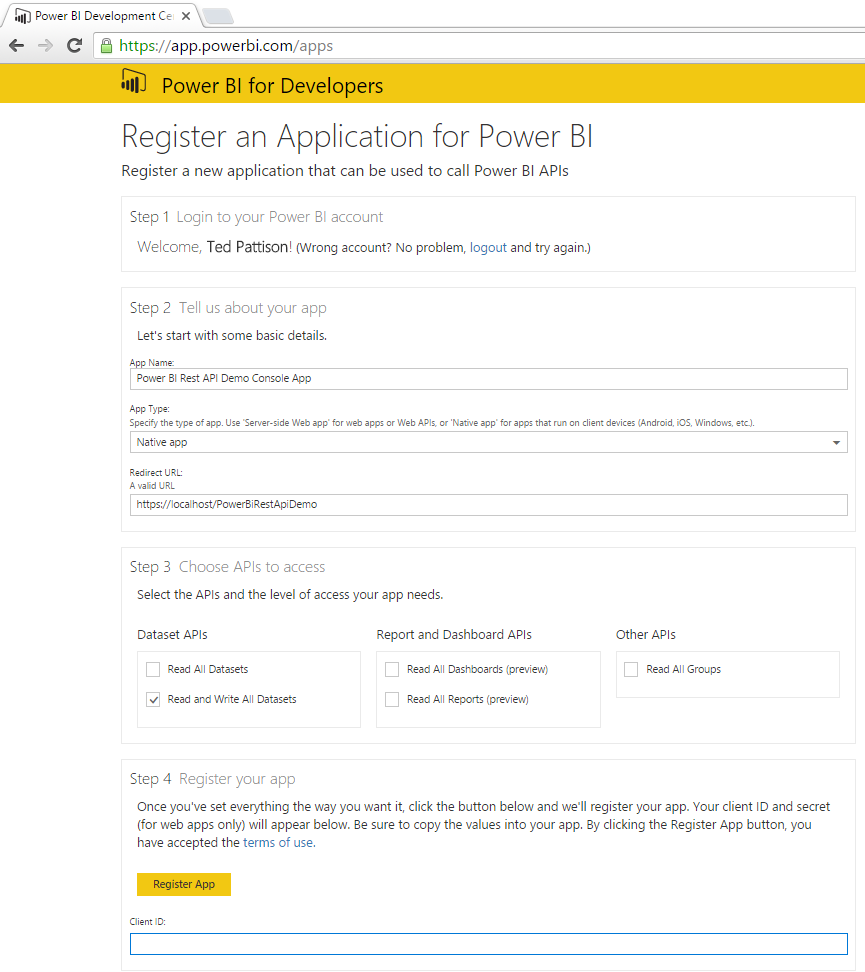 Power BI Development Ce
https://app.powerbi.com/apps
Power BI for Developers
Register an Application for Power BI
Register a new application that can be used to call Power BI APIs
Step 1 Login to your Power BI account
Welcome, Ted Pattison! (Wrong account? No problem, logout and try again.)
Step 2 Tell us about your app
Let's start with some basic details.
App Name:
Power BI Rest API Demo Console App
App Type:
Specify the type of app. Use 'Server-side Web app' for web apps or Web APIs, or 'Native app' for apps that run on client devices (Android, iOS, Windows, etc.).
Native app
Redirect URL:
A valid URL
https://localhost/PowerBiRestApiDemo
Step 3 Choose APIs to access
Select the APIs and the level of access your app needs.
Dataset APIs
Read All Datasets
Read and Write All Datasets
Report and Dashboard APIs
Read All Dashboards (preview)
Read All Reports (preview)
Other APIs
Read All Groups
Step 4 Register your app
Once you've set everything the way you want it, click the button below and we'll register your app. Your client ID and secret
(for web apps only) will appear below. Be sure to copy the values into your app. By clicking the Register App button, you
have accepted the terms of use.
Register App
Client ID: